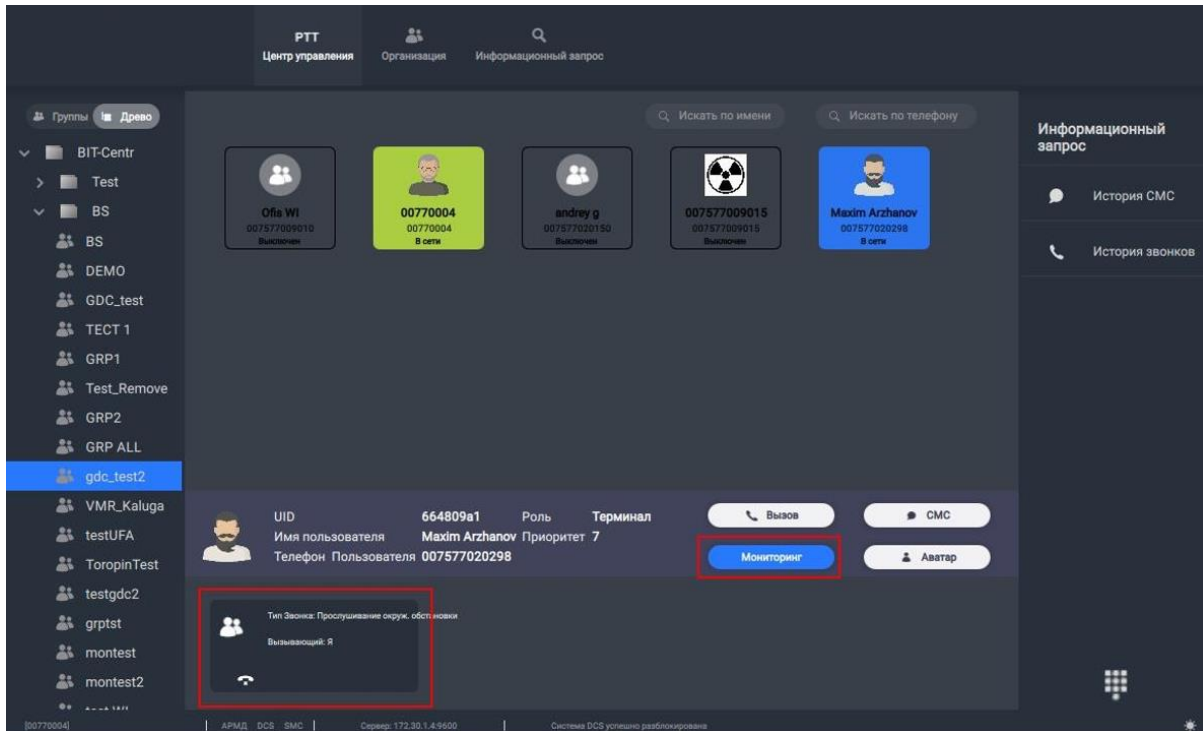 PTT
Центр управления
Организация
Информационный запрос
Группы
Древо
BIT-Centr
Test
BS
BS
DEMO
GDC_test
ТЕСТ 1
GRP1
Test_Remove
GRP2
GRP ALL
gdc_test2
VMR_Kaluga
testUFA
ToropinTest
testgdc2
grptst
montest
montest2
Искать по имени
Искать по телефону
Ofis WI
007577009010
Выключен
00770004
00770004
В сети
andrey g
007577020150
Выключен
007577009015
007577009015
Выключен
Maxim Arzhanov
007577020298
В сети
UID 664809a1 Роль Терминал
Имя пользователя Maxim Arzhanov Приоритет 7
Телефон Пользователя 007577020298
Вызов
СМС
Мониторинг
Аватар
Тип Звонка: Прослушивание окруж. обстановки
Вызывающий: Я
Информационный
запрос
История СМС
История звонков
[00770004]
АРМД DCS SMC
Сервер: 172.30.1.4:9600
Система DCS успешно разблокирована